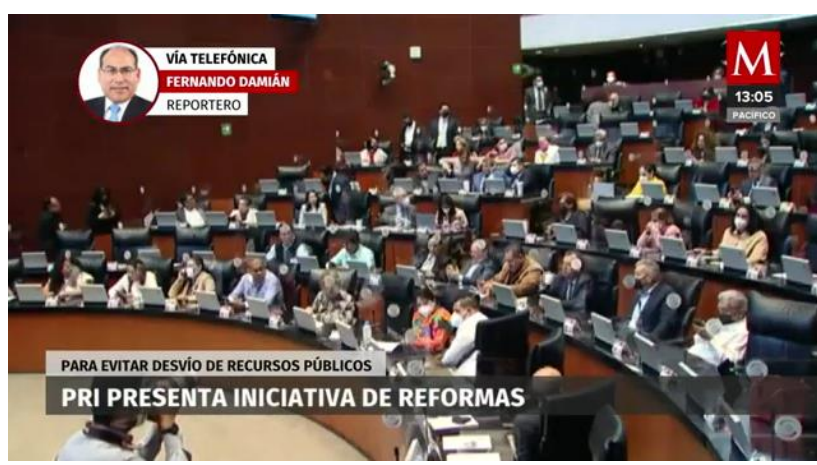 VÍA TELEFÓNICA
FERNANDO DAMIÁN
REPORTERO
M
13:05
PACÍFICO
PARA EVITAR DESVÍO DE RECURSOS PÚBLICOS
PRI PRESENTA INICIATIVA DE REFORMAS